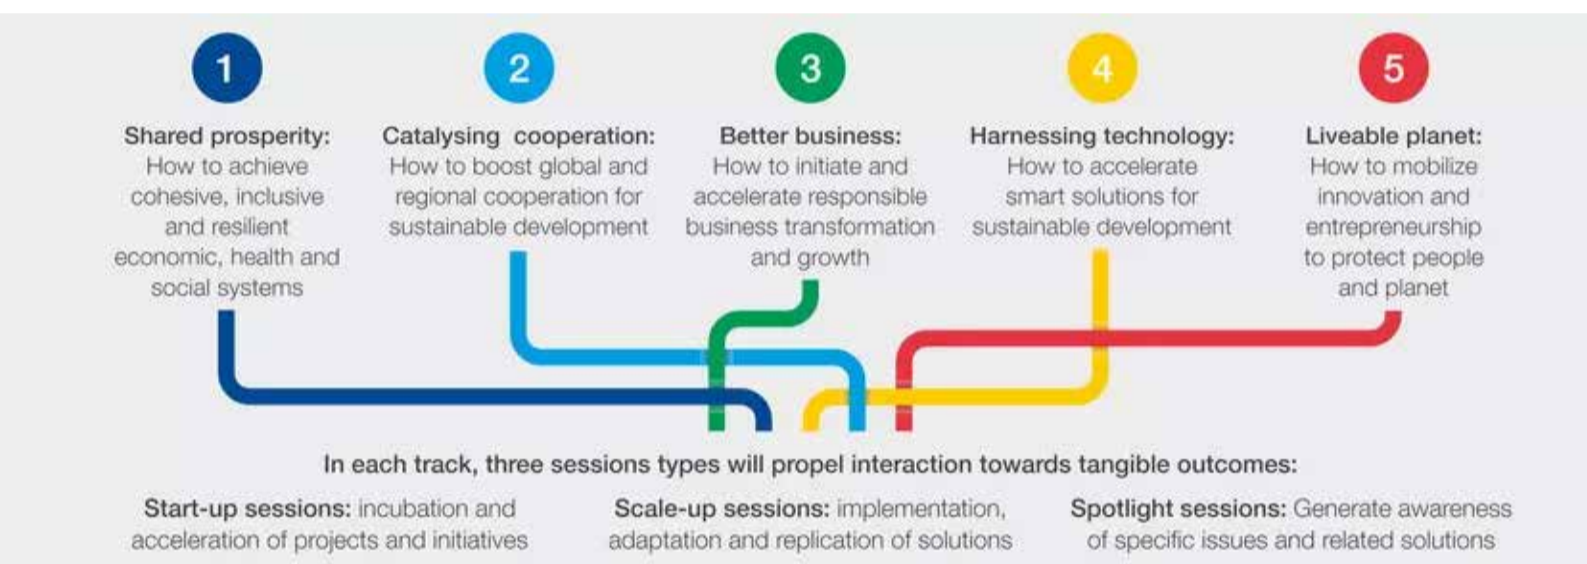 1
Shared prosperity:
How to achieve
cohesive, inclusive
and resilient
economic, health and
social systems
2
Catalysing cooperation:
How to boost global and
regional cooperation for
sustainable development
3
Better business:
How to initiate and
accelerate responsible
business transformation
and growth
4
Harnessing technology:
How to accelerate
smart solutions for
sustainable development
5
Liveable planet:
How to mobilize
innovation and
entrepreneurship
to protect people
and planet
In each track, three sessions types will propel interaction towards tangible outcomes:
Start-up sessions: incubation and
acceleration of projects and initiatives
Scale-up sessions: implementation,
adaptation and replication of solutions
Spotlight sessions: Generate awareness
of specific issues and related solutions